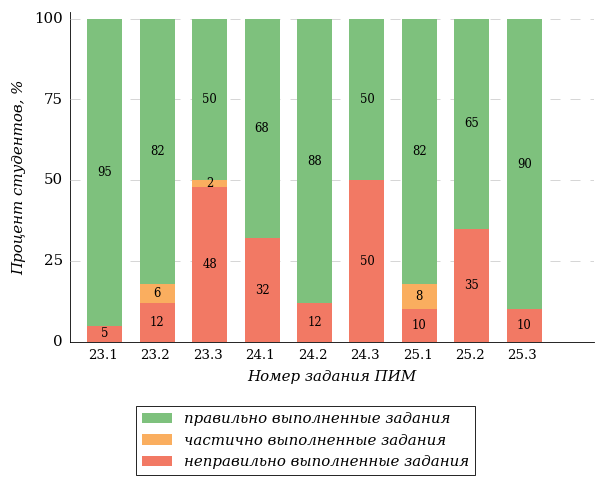 Процент студентов, %
100
75
50
25
0
95 82 50 68 88 50 82 65 90
6 2 8
5 12 48 32 12 50 10 35 10
23.1 23.2 23.3 24.1 24.2 24.3 25.1 25.2 25.3
Номер задания ПИМ
правильно выполненные задания
частично выполненные задания
неправильно выполненные задания